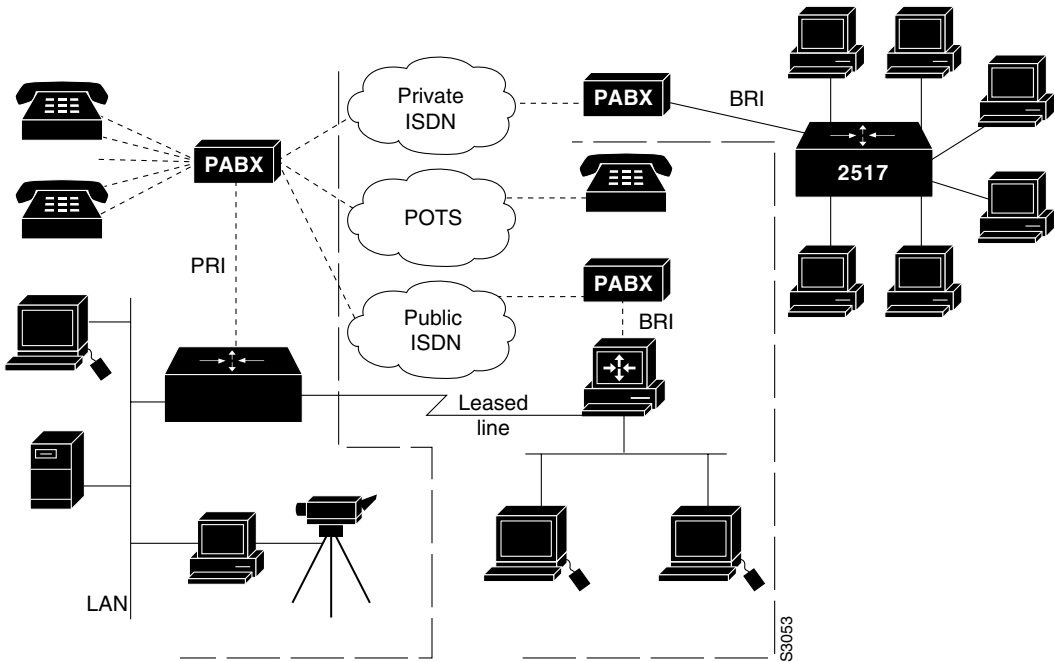 Private
ISDN
PABX
BRI
PABX
2517
POTS
PRI
PABX
Public
ISDN
BRI
Leased
line
LAN
S3053